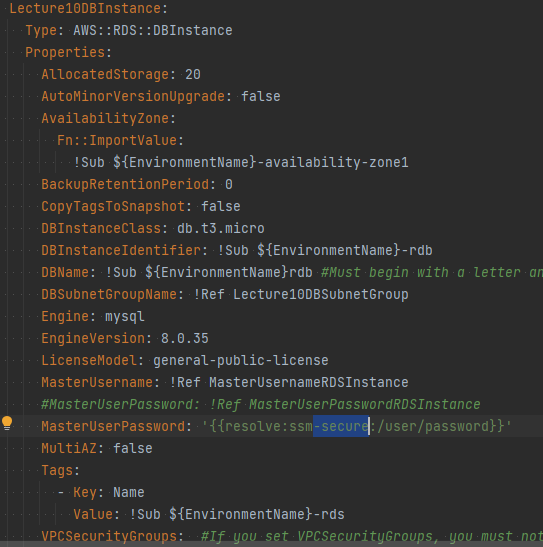 Lecture10DBInstance:
  Type: AWS::RDS::DBInstance
  Properties:
    AllocatedStorage: 20
    AutoMinorVersionUpgrade: false
    AvailabilityZone:
      Fn::ImportValue:
        !Sub ${EnvironmentName}-availability-zone1
    BackupRetentionPeriod: 0
    CopyTagsToSnapshot: false
    DBInstanceClass: db.t3.micro
    DBInstanceIdentifier: !Sub ${EnvironmentName}-rdb
    DBName: !Sub ${EnvironmentName}rdb #Must begin with a letter an
    DBSubnetGroupName: !Ref Lecture10DBSubnetGroup
    Engine: mysql
    EngineVersion: 8.0.35
    LicenseModel: general-public-license
    MasterUsername: !Ref MasterUsernameRDSInstance
    #MasterUserPassword: !Ref MasterUserPasswordRDSInstance
    MasterUserPassword: '{{resolve:ssm-secure:/user/password}}'
    MultiAZ: false
    Tags:
      - Key: Name
        Value: !Sub ${EnvironmentName}-rds
    VPCSecurityGroups:  #If you set VPCSecurityGroups, you must not